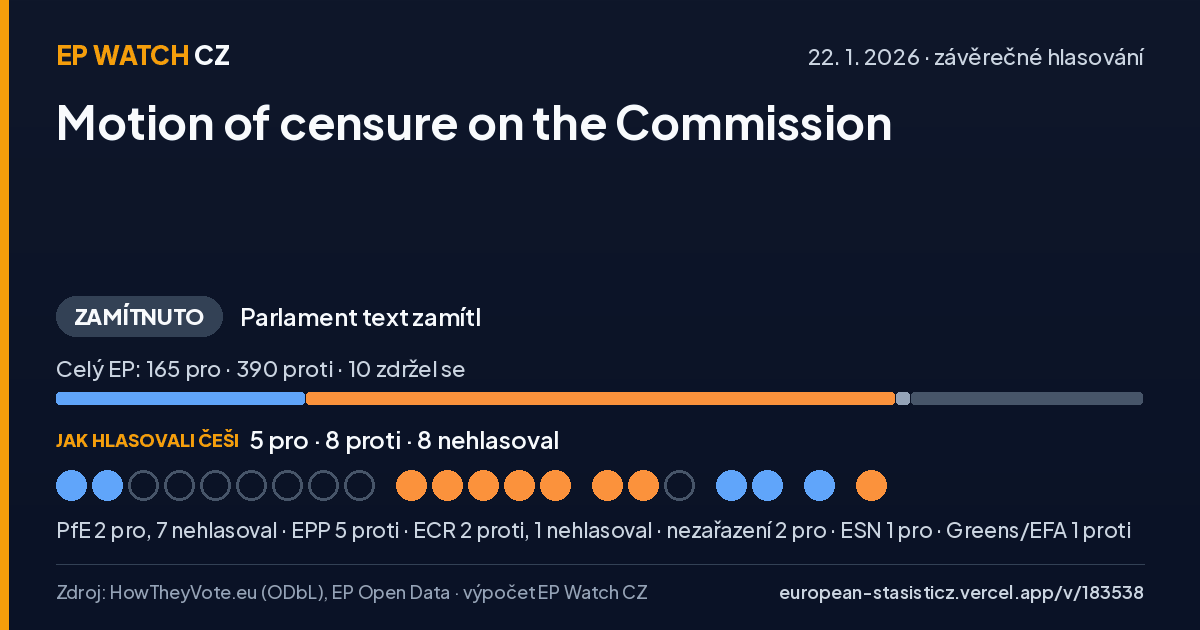 EP WATCH CZ
22. 1. 2026 · závěrečné hlasování
Motion of censure on the Commission
ZAMÍTNUTO
Parlament text zamítl
Celý EP: 165 pro · 390 proti · 10 zdržel se
JAK HLASOVALI ČEŠI 5 pro · 8 proti · 8 nehlasoval
PfE 2 pro, 7 nehlasoval · EPP 5 proti · ECR 2 proti, 1 nehlasoval · nezařazení 2 pro · ESN 1 pro · Greens/EFA 1 proti
Zdroj: HowTheyVote.eu (ODbL), EP Open Data · výpočet EP Watch CZ
european-stasisticz.vercel.app/v/183538